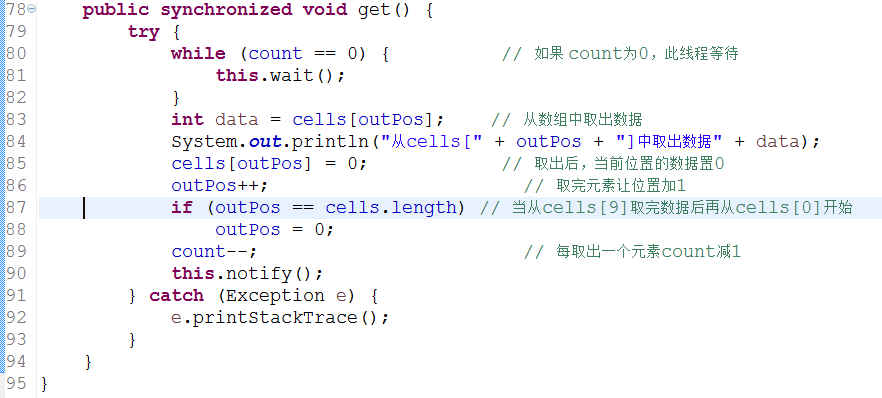 78 public synchronized void get() {
79 try {
80 while (count == 0) { // 如果 count为0，此线程等待
81 this.wait();
82 }
83 int data = cells[outPos]; // 从数组中取出数据
84 System.out.println("从cells[" + outPos + "]中取出数据" + data);
85 cells[outPos] = 0; // 取出后，当前位置的数据置0
86 outPos++; // 取完元素让位置加1
87 if (outPos == cells.length) // 当从cells[9]取完数据后再从cells[0]开始
88 outPos = 0;
89 count--; // 每取出一个元素count减1
90 this.notify();
91 } catch (Exception e) {
92 e.printStackTrace();
93 }
94 }
95 }